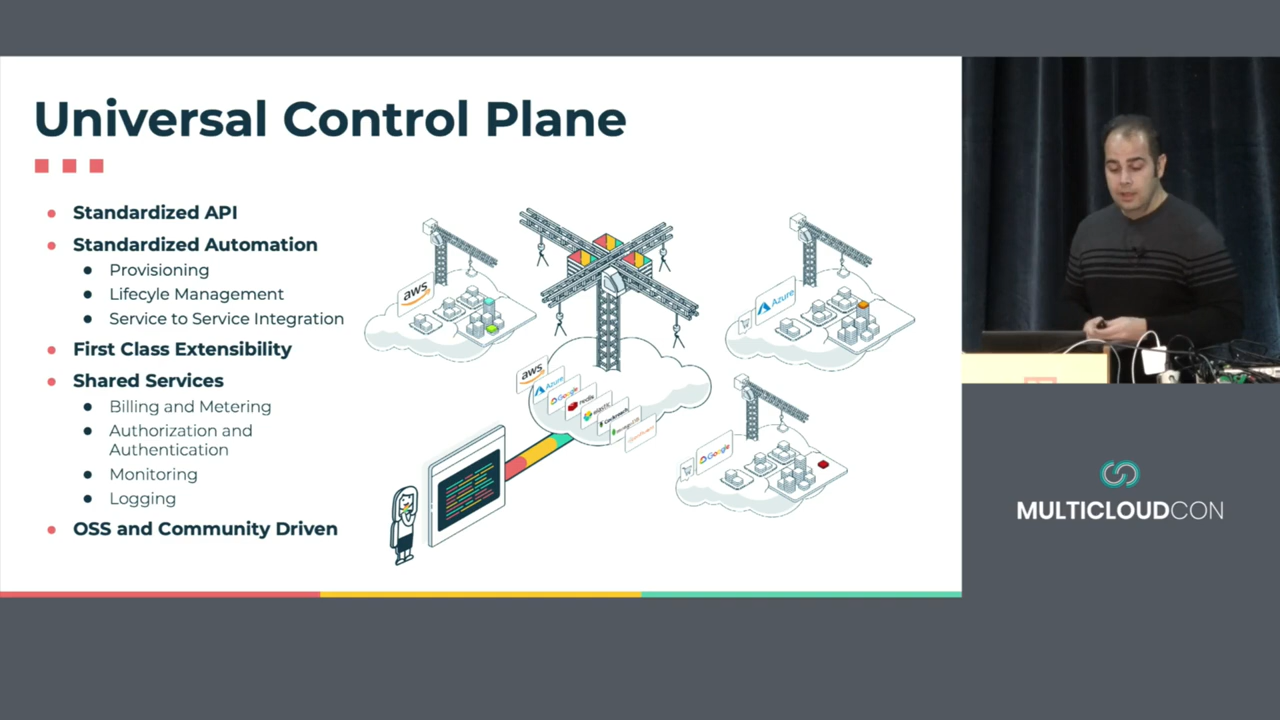 Universal Control Plane
Standardized API
Standardized Automation
Provisioning
Lifecyle Management
Service to Service Integration
First Class Extensibility
Shared Services
Billing and Metering
Authorization and
Authentication
Monitoring
Logging
OSS and Community Driven
aws
Azure
aws
Azure
Google
Redis
elastic
Google
MULTICLOUDCON